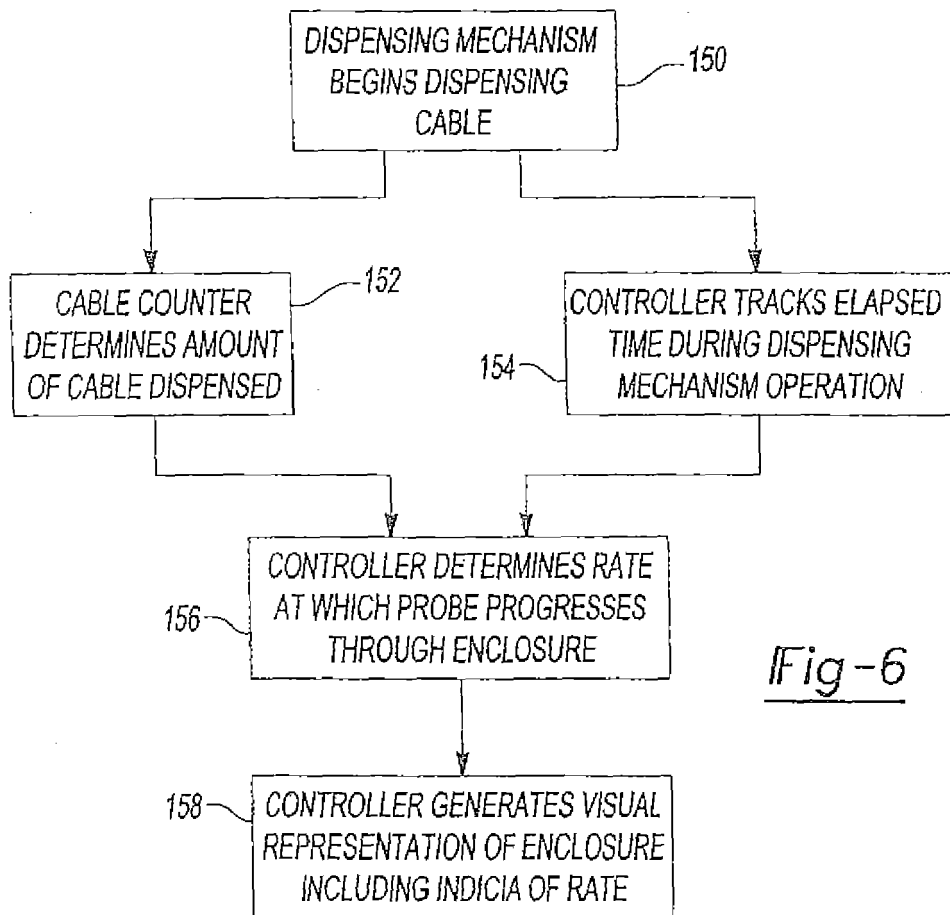 DISPENSING MECHANISM
BEGINS DISPENSING
CABLE
150
CABLE COUNTER
DETERMINES AMOUNT
OF CABLE DISPENSED
152
CONTROLLER TRACKS ELAPSED
TIME DURING DISPENSING
MECHANISM OPERATION
154
CONTROLLER DETERMINES RATE
AT WHICH PROBE PROGRESSES
THROUGH ENCLOSURE
156
Fig-6
CONTROLLER GENERATES VISUAL
REPRESENTATION OF ENCLOSURE
INCLUDING INDICIA OF RATE
158